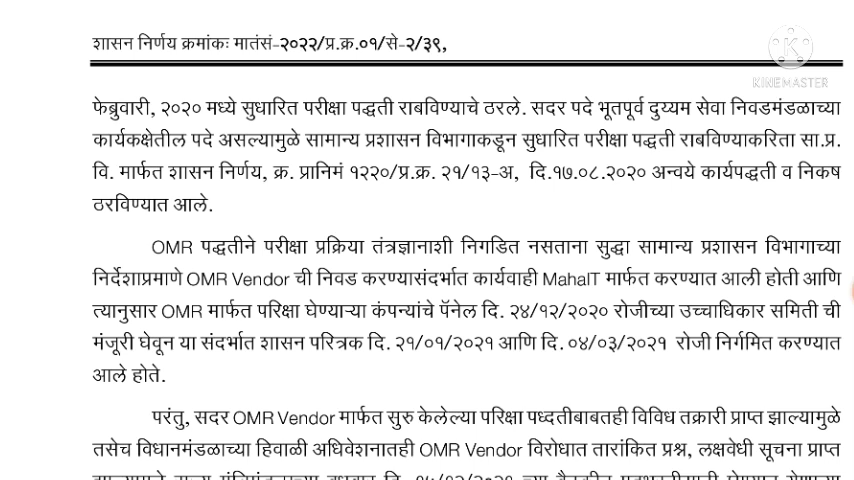 शासन निर्णय क्रमांकः मातंसं-२०२२/प्र.क्र.०१/से-२/३९,
KINEMASTER
फेब्रुवारी, २०२० मध्ये सुधारित परीक्षा पद्धती राबविण्याचे ठरले. सदर पदे भूतपूर्व दुय्यम सेवा निवडमंडळाच्या
कार्यकक्षेतील पदे असल्यामुळे सामान्य प्रशासन विभागाकडून सुधारित परीक्षा पद्धती राबविण्याकरिता सा.प्र.
वि. मार्फत शासन निर्णय, क्र. प्रानिमं १२२०/प्र.क्र. २१/१३-अ, दि.१७.०८.२०२० अन्वये कार्यपद्धती व निकष
ठरविण्यात आले.
OMR पद्धतीने परीक्षा प्रक्रिया तंत्रज्ञानाशी निगडित नसताना सुद्धा सामान्य प्रशासन विभागाच्या
निर्देशाप्रमाणे OMR Vendor ची निवड करण्यासंदर्भात कार्यवाही MahaIT मार्फत करण्यात आली होती आणि
त्यानुसार OMR मार्फत परिक्षा घेणाऱ्या कंपन्यांचे पॅनेल दि. २४/१२/२०२० रोजीच्या उच्चाधिकार समिती ची
मंजूरी घेवून या संदर्भात शासन परित्रक दि. २१/०१/२०२१ आणि दि. ०४/०३/२०२१ रोजी निर्गमित करण्यात
आले होते.
परंतु, सदर OMR Vendor मार्फत सुरु केलेल्या परिक्षा पध्दतीबाबतही विविध तक्रारी प्राप्त झाल्यामुळे
तसेच विधानमंडळाच्या हिवाळी अधिवेशनातही OMR Vendor विरोधात तारांकित प्रश्न, लक्षवेधी सूचना प्राप्त